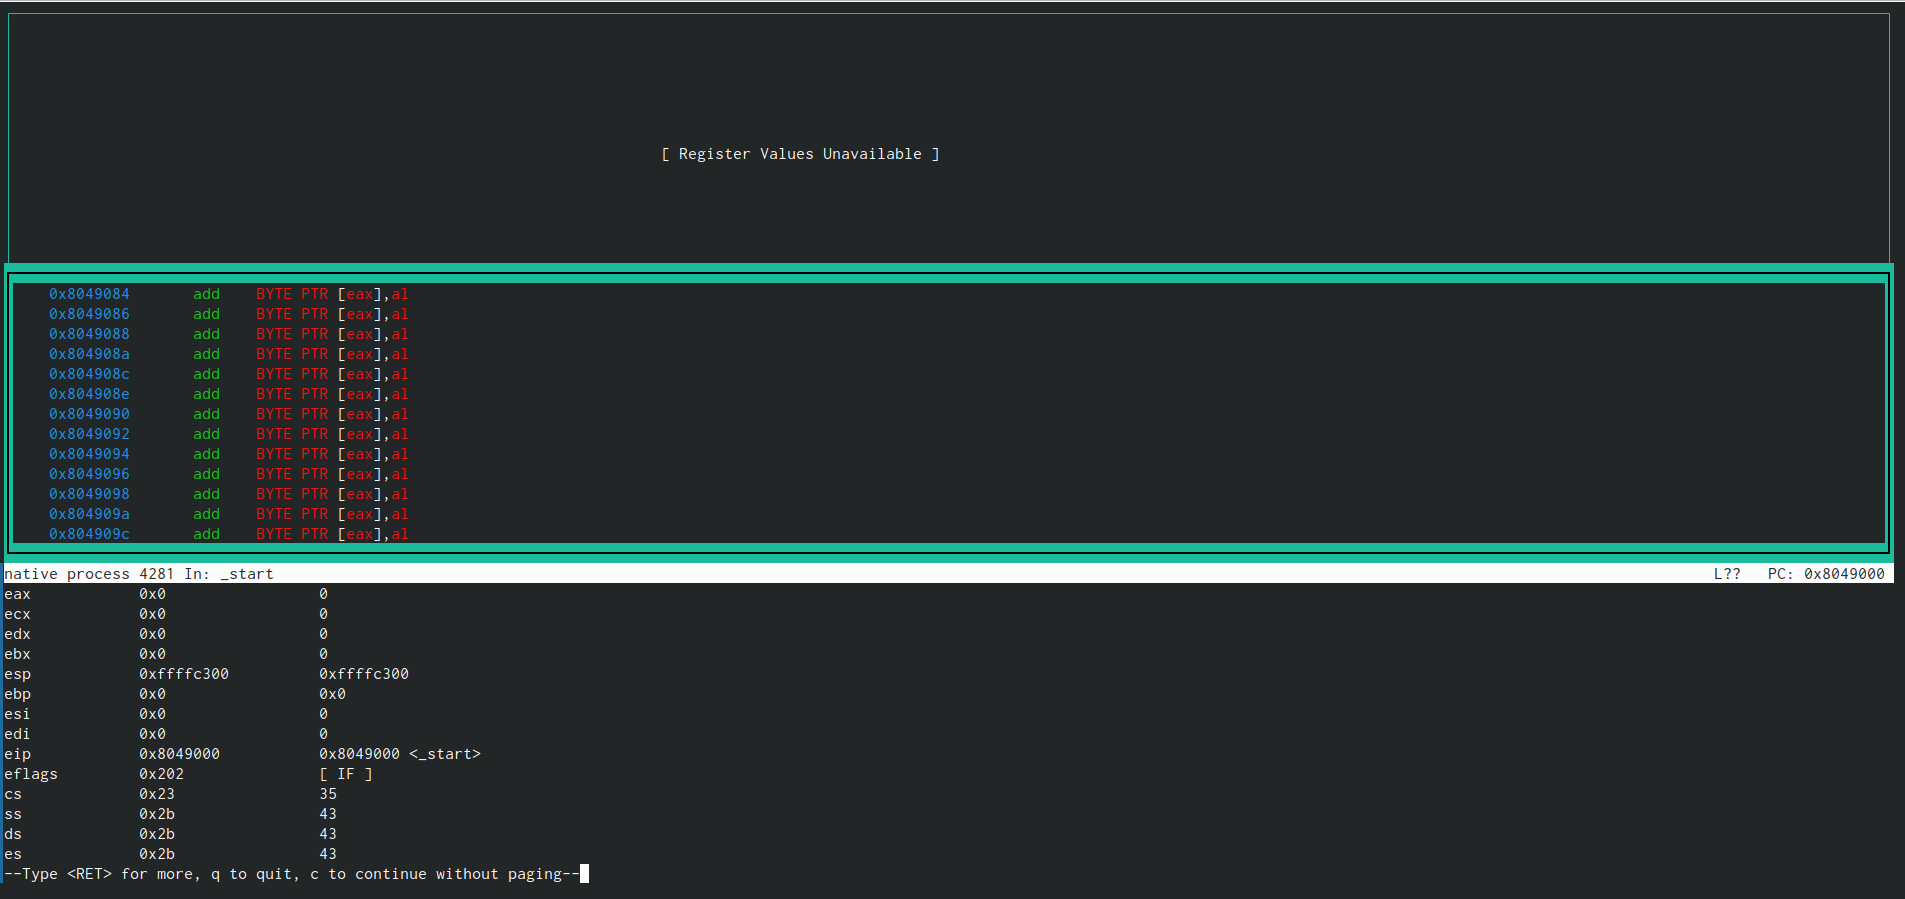 [ Register Values Unavailable ]
0x8049084 add BYTE PTR [eax],al
0x8049086 add BYTE PTR [eax],al
0x8049088 add BYTE PTR [eax],al
0x804908a add BYTE PTR [eax],al
0x804908c add BYTE PTR [eax],al
0x804908e add BYTE PTR [eax],al
0x8049090 add BYTE PTR [eax],al
0x8049092 add BYTE PTR [eax],al
0x8049094 add BYTE PTR [eax],al
0x8049096 add BYTE PTR [eax],al
0x8049098 add BYTE PTR [eax],al
0x804909a add BYTE PTR [eax],al
0x804909c add BYTE PTR [eax],al
native process 4281 In: _start L?? PC: 0x8049000
eax 0x0 0
ecx 0x0 0
edx 0x0 0
ebx 0x0 0
esp 0xffffc300 0xffffc300
ebp 0x0 0x0
esi 0x0 0
edi 0x0 0
eip 0x8049000 0x8049000 <_start>
eflags 0x202 [ IF ]
cs 0x23 35
ss 0x2b 43
ds 0x2b 43
es 0x2b 43
--Type <RET> for more, q to quit, c to continue without paging--